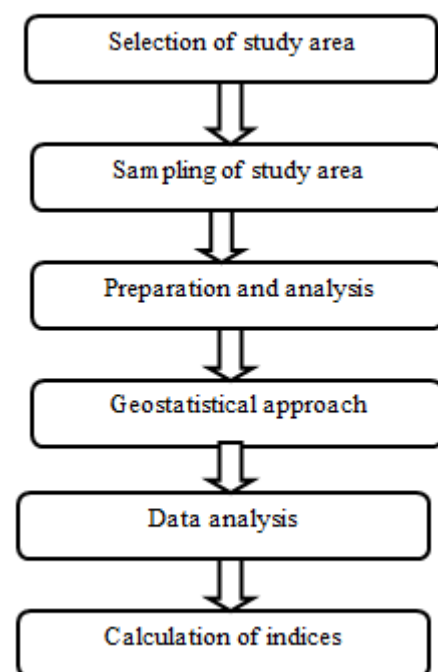 Selection of study area
Sampling of study area
Preparation and analysis
Geostatistical approach
Data analysis
Calculation of indices